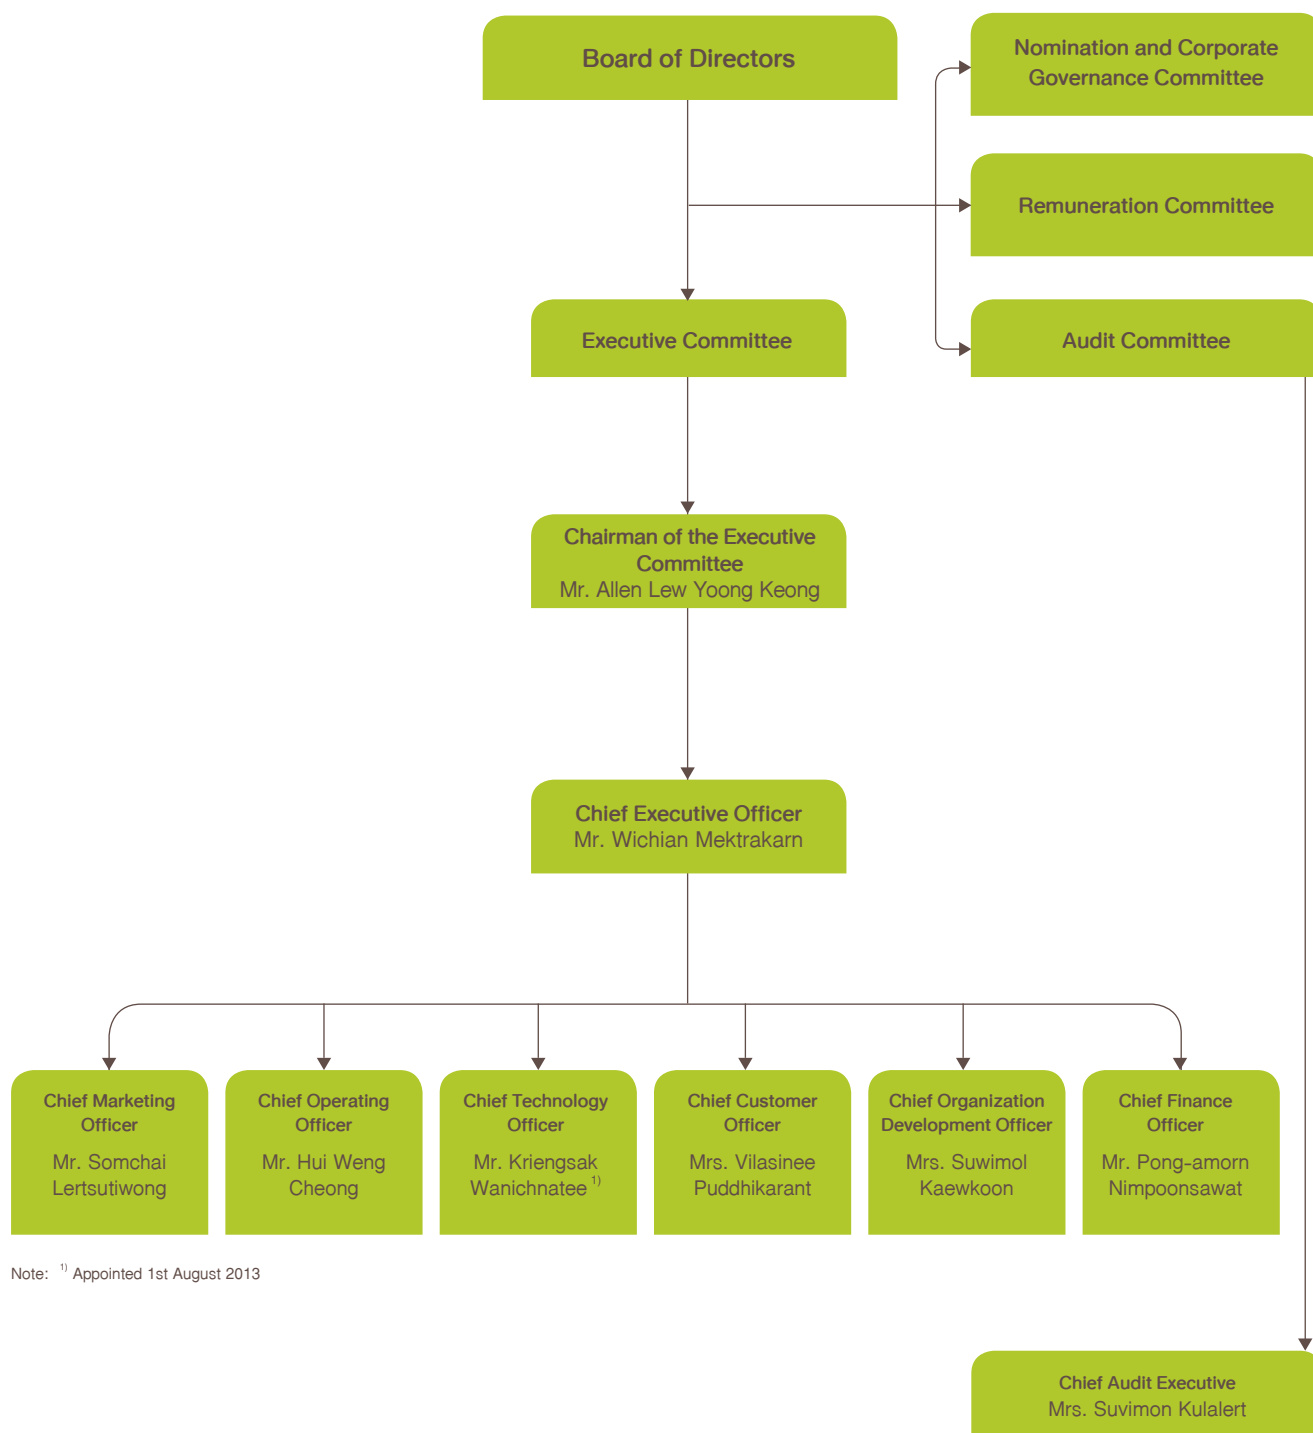 Board of Directors
Nomination and Corporate
Governance Committee
Remuneration Committee
Executive Committee
Audit Committee
Chairman of the Executive
Committee
Mr. Allen Lew Yoong Keong
Chief Executive Officer
Mr. Wichian Mektrakarn
Chief Marketing
Officer
Mr. Somchai
Lertsutiwong
Chief Operating
Officer
Mr. Hui Weng
Cheong
Chief Technology
Officer
Mr. Kriengsak
Wanichnatee 1)
Chief Customer
Officer
Mrs. Vilasinee
Puddhikarant
Chief Organization
Development Officer
Mrs. Suwimol
Kaewkoon
Chief Finance
Officer
Mr. Pong-amorn
Nimpoonsawat
Note: 1) Appointed 1st August 2013
Chief Audit Executive
Mrs. Suvimon Kulalert